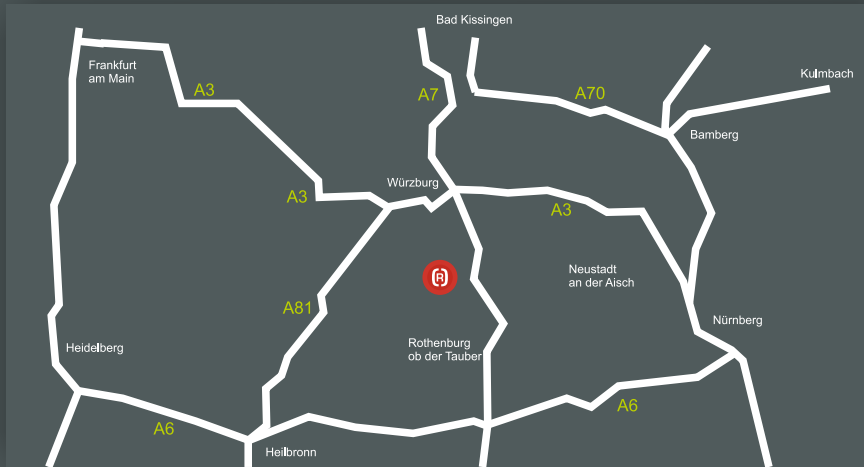 Bad Kissingen
Frankfurt
am Main
A3
A7
A70
Kulmbach
Bamberg
Würzburg
A3
A3
Neustadt
an der Aisch
R
A81
Nürnberg
Heidelberg
Rothenburg
ob der Tauber
A6
A6
Heilbronn